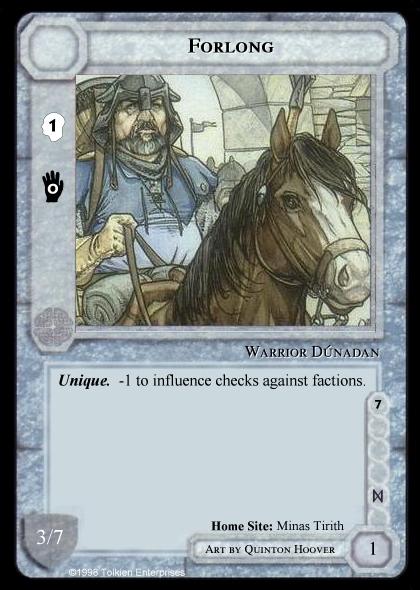 Forlong
1
Warrior Dúnadan
Unique. -1 to influence checks against factions.
7
Home Site: Minas Tirith
3/7
Art by Quinton Hoover
1
©1998 Tolkien Enterprises